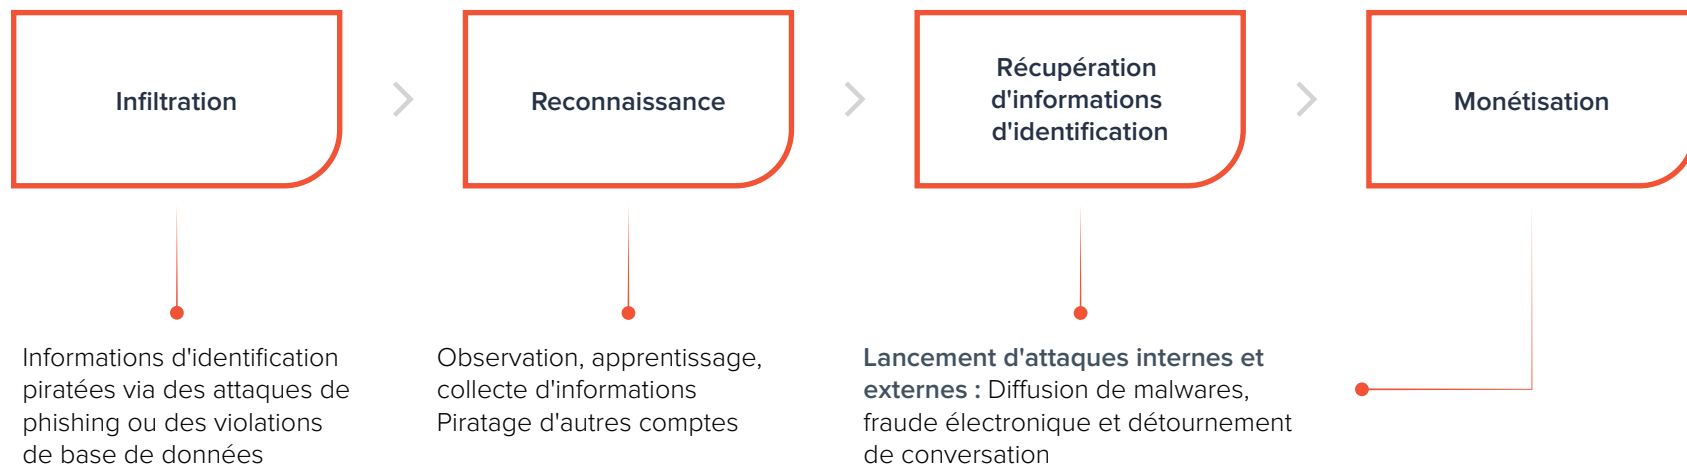 Infiltration
Reconnaissance
Récupération
d'informations
d'identification
Monétisation
Informations d'identification
piratées via des attaques de
phishing ou des violations
de base de données
Observation, apprentissage,
collecte d'informations
Piratage d'autres comptes
Lancement d'attaques internes et
externes : Diffusion de malwares,
fraude électronique et détournement
de conversation